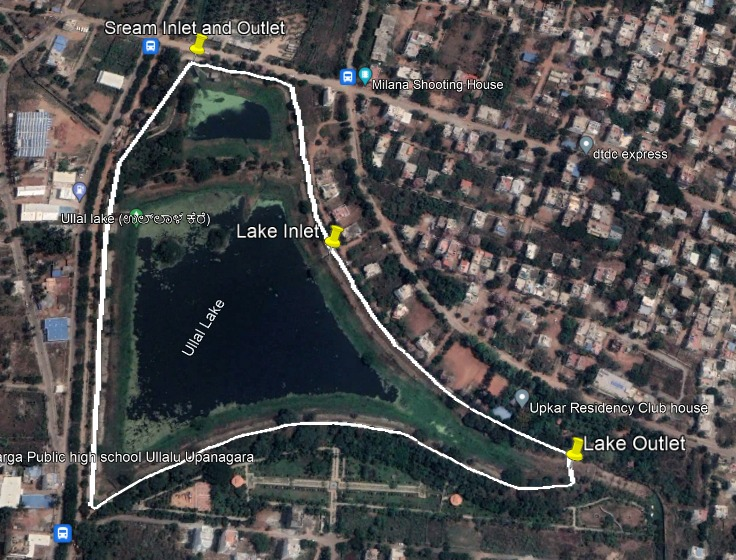 Sream Inlet and Outlet
Milana Shooting House
dtdc express
Ullal lake (ಉಲ್ಲಾಳ ಕೆರೆ)
Lake Inlet
Ullal Lake
Upkar Residency Club house
Lake Outlet
arga Public high school Ullalu Upanagara